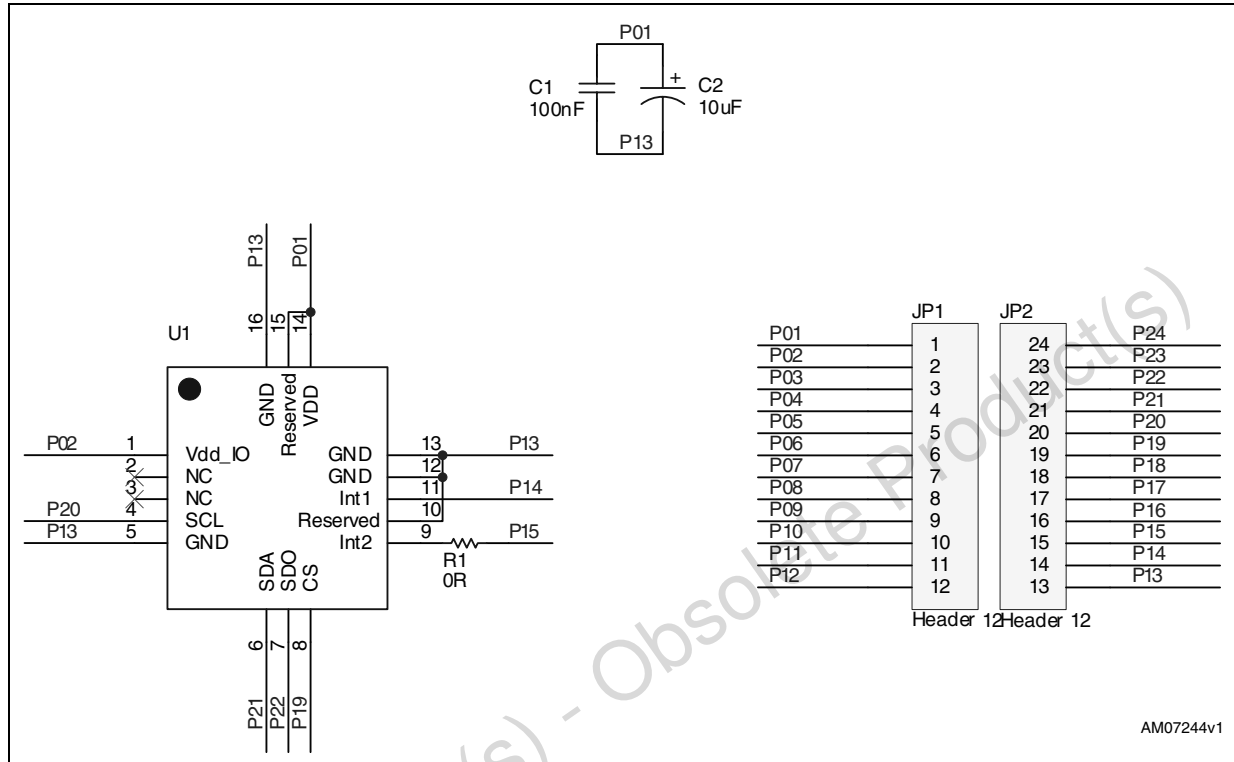 P01
C1
100nF
+
C2
10uF
P13
P13
P01
16
15
14
U1
GND
Reserved
VDD
P02
1
Vdd_IO
2
NC
3
NC
P20
4
SCL
P13
5
GND
GND
13
P13
GND
12
Int1
11
P14
Reserved
10
Int2
9
P15
R1
0R
SDA
SDO
CS
6
7
8
P21
P22
P19
JP1
P01
1
P02
2
P03
3
P04
4
P05
5
P06
6
P07
7
P08
8
P09
9
P10
10
P11
11
P12
12
Header 12
JP2
24
P24
23
P23
22
P22
21
P21
20
P20
19
P19
18
P18
17
P17
16
P16
15
P15
14
P14
13
P13
Header 12
(s) - Obsolete Product(s)
AM07244v1